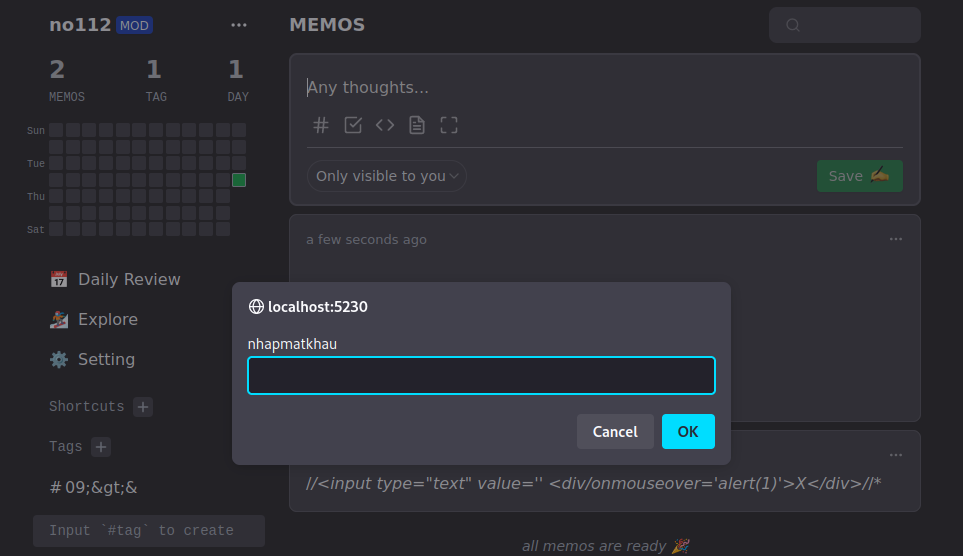 no112 MOD ···
2 1 1
MEMOS TAG DAY
Sun
Tue
Thu
Sat
Daily Review
Explore
Setting
Shortcuts +
Tags +
# 09;&gt;&
Input `#tag` to create
MEMOS
Any thoughts...
Only visible to you
Save ✍️
a few seconds ago ···
localhost:5230
nhapmatkhau
Cancel OK
···
//<input type="text" value='' <div/onmouseover='alert(1)'>X</div>//*
all memos are ready 🎉